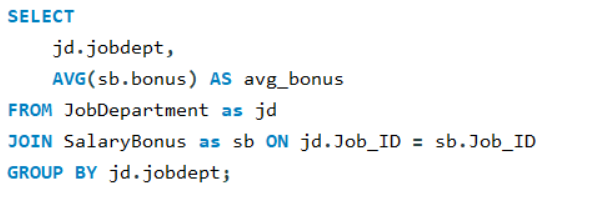 SELECT
jd.jobdept,
AVG(sb.bonus) AS avg_bonus
FROM JobDepartment as jd
JOIN SalaryBonus as sb ON jd.Job_ID = sb.Job_ID
GROUP BY jd.jobdept;